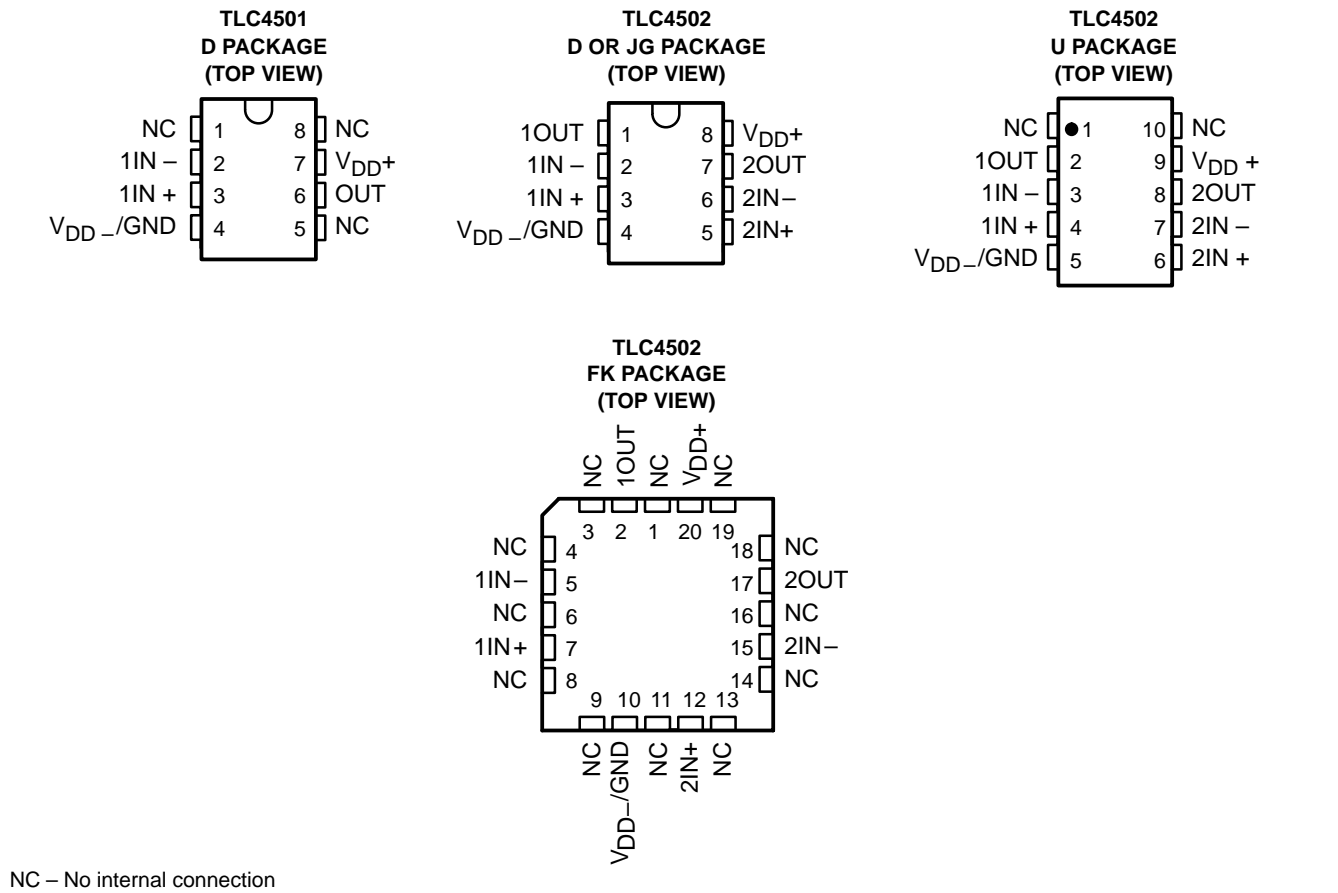 TLC4501
D PACKAGE
(TOP VIEW)
NC 1 8 NC
1IN – 2 7 VDD+
1IN + 3 6 OUT
VDD –/GND 4 5 NC
TLC4502
D OR JG PACKAGE
(TOP VIEW)
1OUT 1 8 VDD+
1IN – 2 7 2OUT
1IN + 3 6 2IN–
VDD –/GND 4 5 2IN+
TLC4502
U PACKAGE
(TOP VIEW)
NC 1 10 NC
1OUT 2 9 VDD +
1IN – 3 8 2OUT
1IN + 4 7 2IN –
VDD–/GND 5 6 2IN +
TLC4502
FK PACKAGE
(TOP VIEW)
NC 1OUT NC VDD+ NC
3 2 1 20 19
NC 4 18 NC
1IN– 5 17 2OUT
NC 6 16 NC
1IN+ 7 15 2IN–
NC 8 14 NC
9 10 11 12 13
NC VDD–/GND NC 2IN+ NC
NC – No internal connection